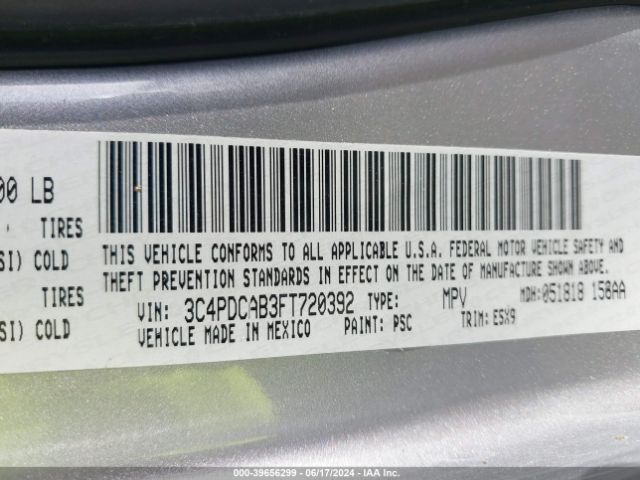 00 LB
TIRES
SI) COLD
TIRES
SI) COLD
THIS VEHICLE CONFORMS TO ALL APPLICABLE U.S.A. FEDERAL MOTOR VEHICLE SAFETY AND
THEFT PREVENTION STANDARDS IN EFFECT ON THE DATE OF MANUFACTURE SHOWN ABOVE.
VIN: 3C4PDCAB3FT720392 TYPE: MPV MDH:051818 150AA
VEHICLE MADE IN MEXICO PAINT: PSC TRIM: E5X9
000-39656299 - 06/17/2024 - IAA Inc.